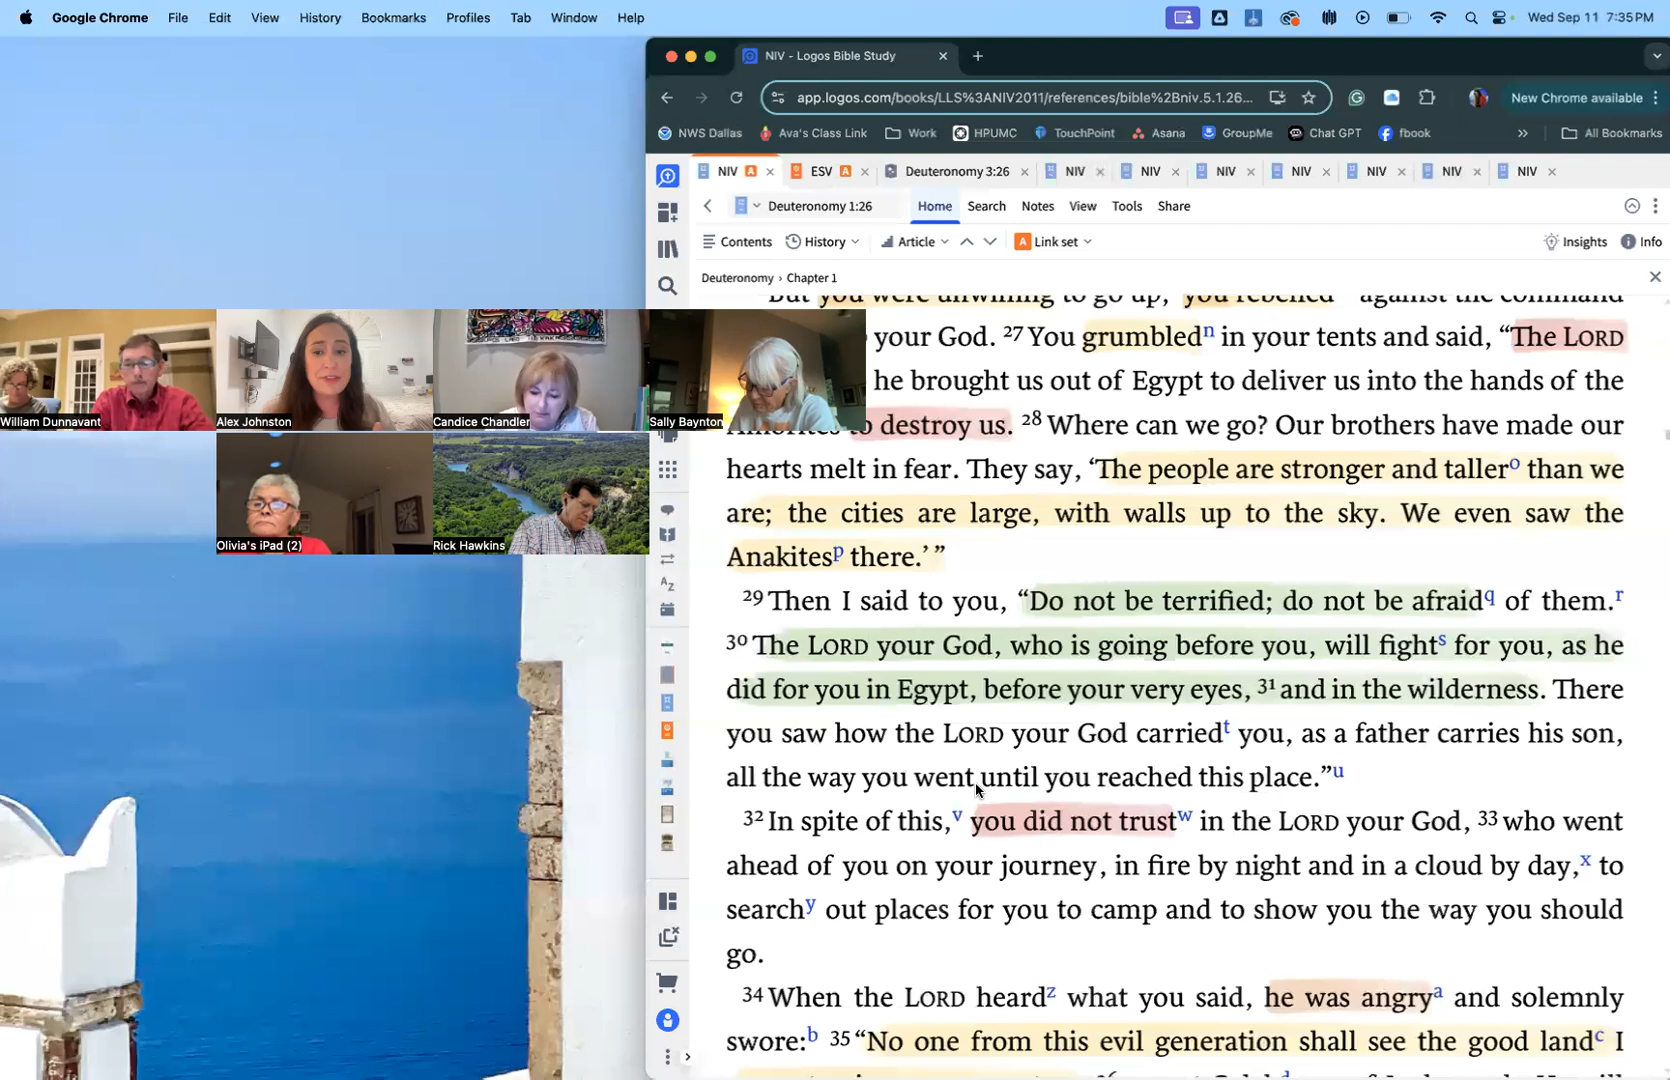 Google Chrome File Edit View History Bookmarks Profiles Tab Window Help Wed Sep 11 7:35 PM
NIV - Logos Bible Study
app.logos.com/books/LLS%3ANIV2011/references/bible%2Bniv.5.1.26... New Chrome available
NWS Dallas Ava's Class Link Work HPUMC TouchPoint Asana GroupMe Chat GPT fbook » All Bookmarks
NIV A ESV A Deuteronomy 3:26 NIV NIV NIV NIV NIV NIV NIV
Deuteronomy 1:26 Home Search Notes View Tools Share
Contents History Article A Link set Insights Info
Deuteronomy › Chapter 1
But you were unwilling to go up; you rebelled against the command
your God. 27 You grumbled n in your tents and said, “The LORD
he brought us out of Egypt to deliver us into the hands of the
Amorites to destroy us. 28 Where can we go? Our brothers have made our
hearts melt in fear. They say, ‘The people are stronger and taller o than we
are; the cities are large, with walls up to the sky. We even saw the
Anakites p there.’ ”
29 Then I said to you, “Do not be terrified; do not be afraid q of them. r
30 The LORD your God, who is going before you, will fight s for you, as he
did for you in Egypt, before your very eyes, 31 and in the wilderness. There
you saw how the LORD your God carried t you, as a father carries his son,
all the way you went until you reached this place.” u
32 In spite of this, v you did not trust w in the LORD your God, 33 who went
ahead of you on your journey, in fire by night and in a cloud by day, x to
search y out places for you to camp and to show you the way you should
go.
34 When the LORD heard z what you said, he was angry a and solemnly
swore: b 35 “No one from this evil generation shall see the good land c I
William Dunnavant
Alex Johnston
Candice Chandler
Sally Baynton
Olivia's iPad (2)
Rick Hawkins